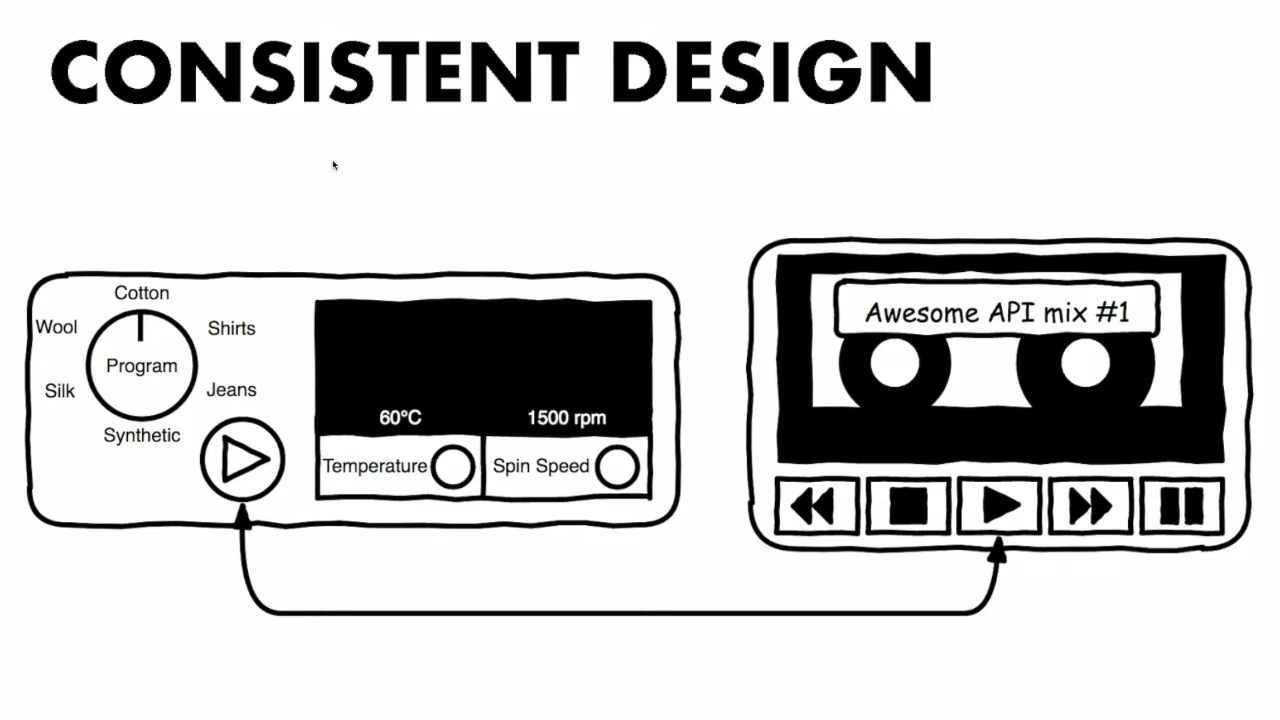 CONSISTENT DESIGN
Cotton
Wool
Shirts
Program
Silk
Jeans
Synthetic
60°C
1500 rpm
Temperature
Spin Speed
Awesome API mix #1